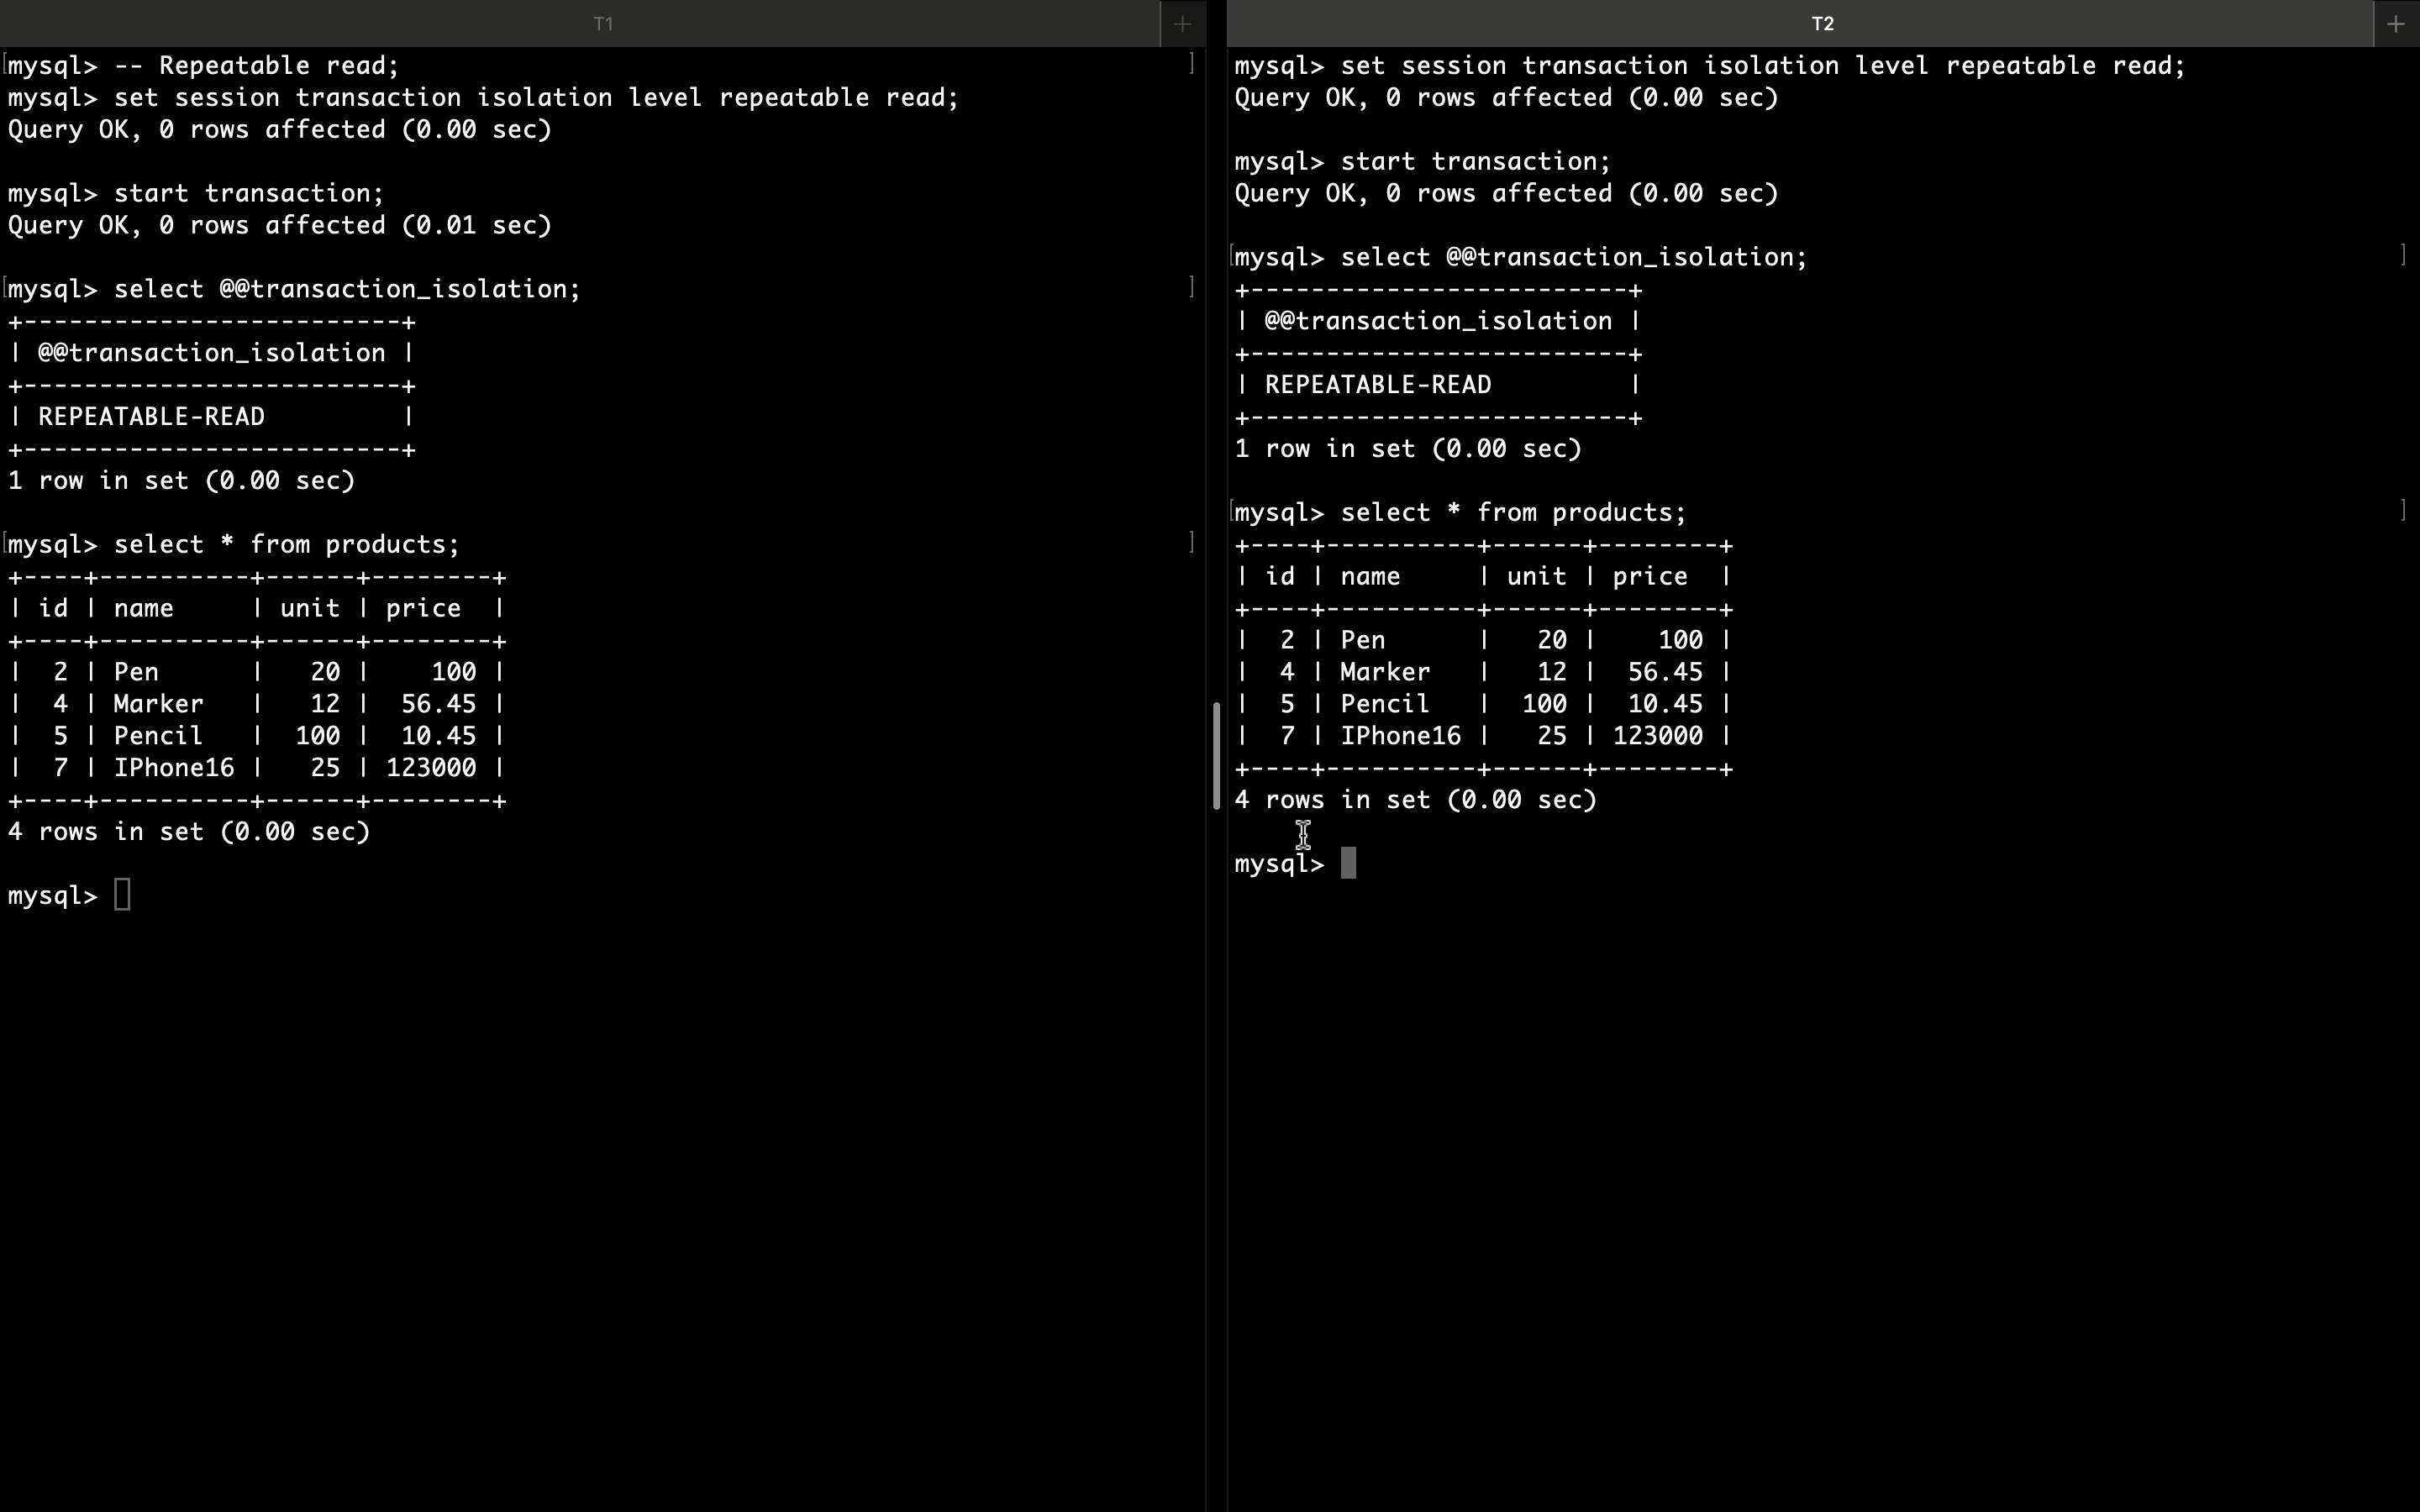 T1
+
[mysql> -- Repeatable read; ]
mysql> set session transaction isolation level repeatable read;
Query OK, 0 rows affected (0.00 sec)
mysql> start transaction;
Query OK, 0 rows affected (0.01 sec)
[mysql> select @@transaction_isolation; ]
+-------------------------+
| @@transaction_isolation |
+-------------------------+
| REPEATABLE-READ         |
+-------------------------+
1 row in set (0.00 sec)
[mysql> select * from products; ]
+----+----------+------+--------+
| id | name     | unit | price  |
+----+----------+------+--------+
|  2 | Pen      |   20 |    100 |
|  4 | Marker   |   12 |  56.45 |
|  5 | Pencil   |  100 |  10.45 |
|  7 | IPhone16 |   25 | 123000 |
+----+----------+------+--------+
4 rows in set (0.00 sec)
mysql>
T2
+
mysql> set session transaction isolation level repeatable read;
Query OK, 0 rows affected (0.00 sec)
mysql> start transaction;
Query OK, 0 rows affected (0.00 sec)
[mysql> select @@transaction_isolation; ]
+-------------------------+
| @@transaction_isolation |
+-------------------------+
| REPEATABLE-READ         |
+-------------------------+
1 row in set (0.00 sec)
[mysql> select * from products; ]
+----+----------+------+--------+
| id | name     | unit | price  |
+----+----------+------+--------+
|  2 | Pen      |   20 |    100 |
|  4 | Marker   |   12 |  56.45 |
|  5 | Pencil   |  100 |  10.45 |
|  7 | IPhone16 |   25 | 123000 |
+----+----------+------+--------+
4 rows in set (0.00 sec)
mysql>